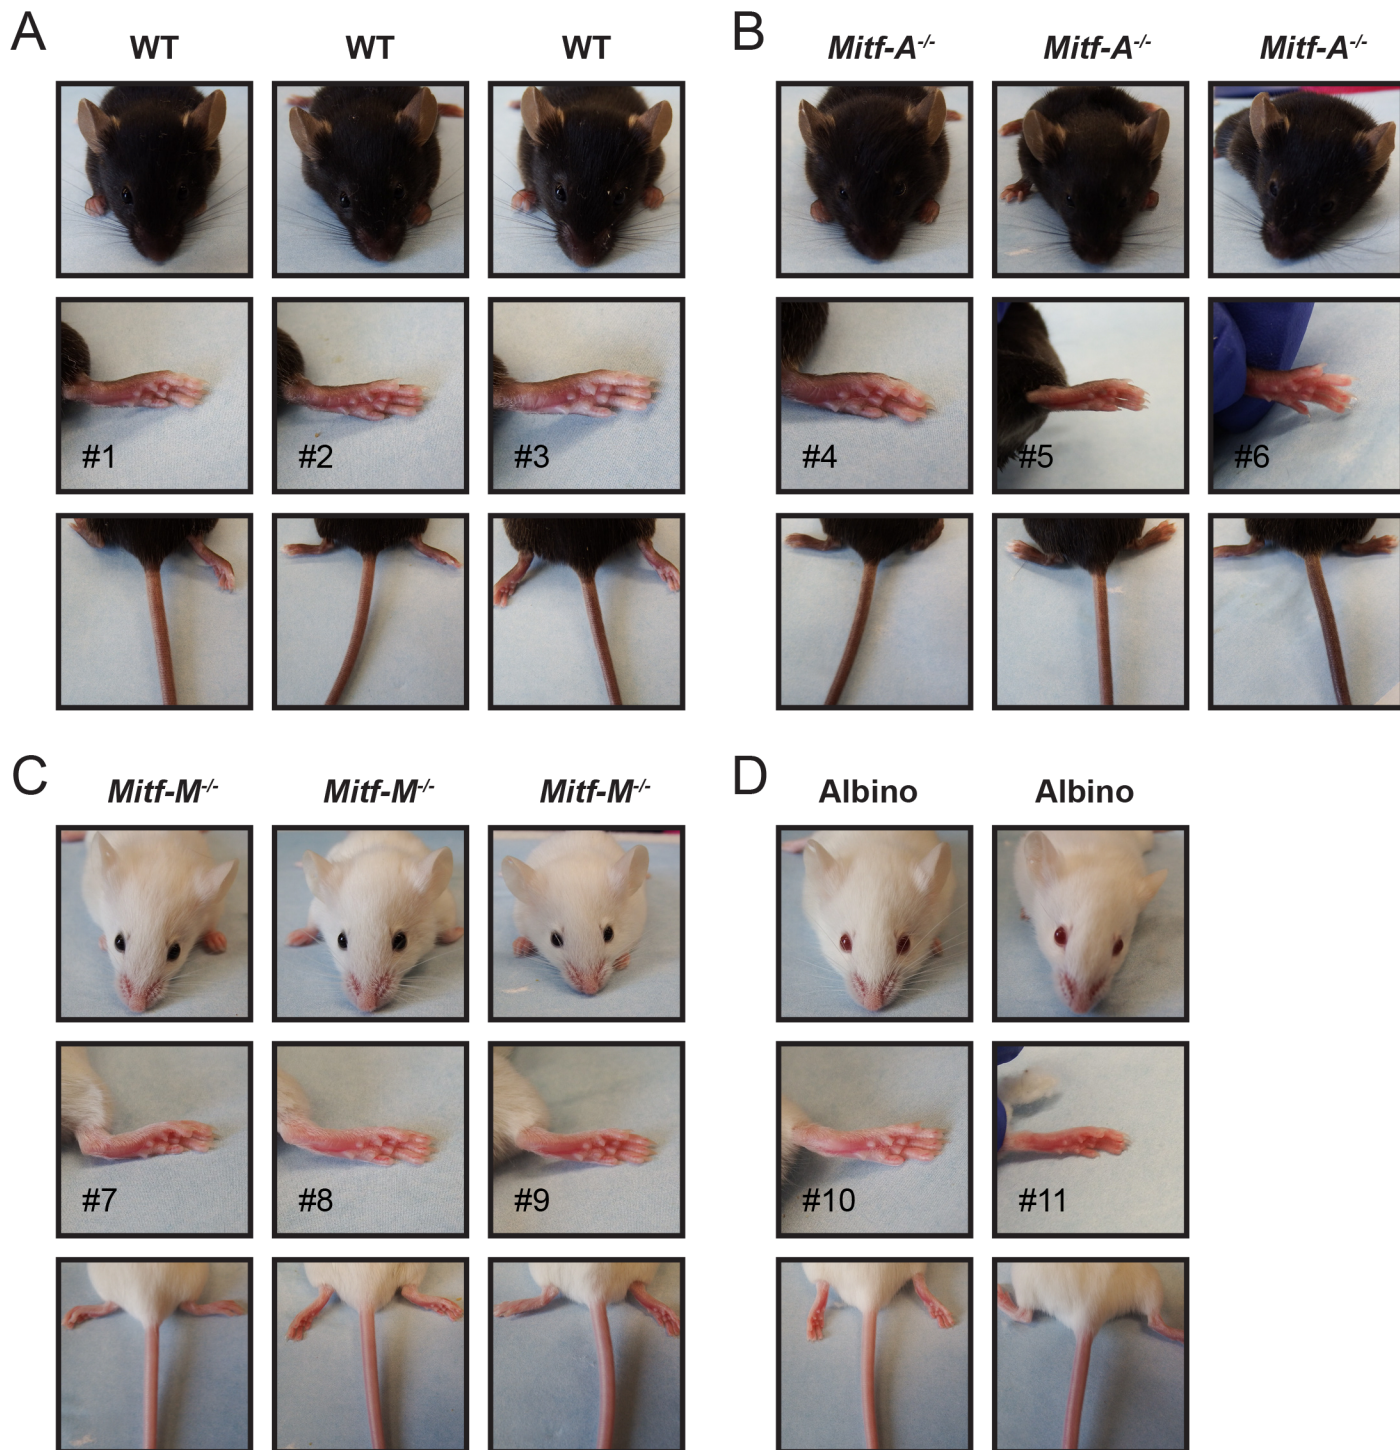 A
WT WT WT
#1 #2 #3
B
Mitf-A-/- Mitf-A-/- Mitf-A-/-
#4 #5 #6
C
Mitf-M-/- Mitf-M-/- Mitf-M-/-
#7 #8 #9
D
Albino Albino
#10 #11